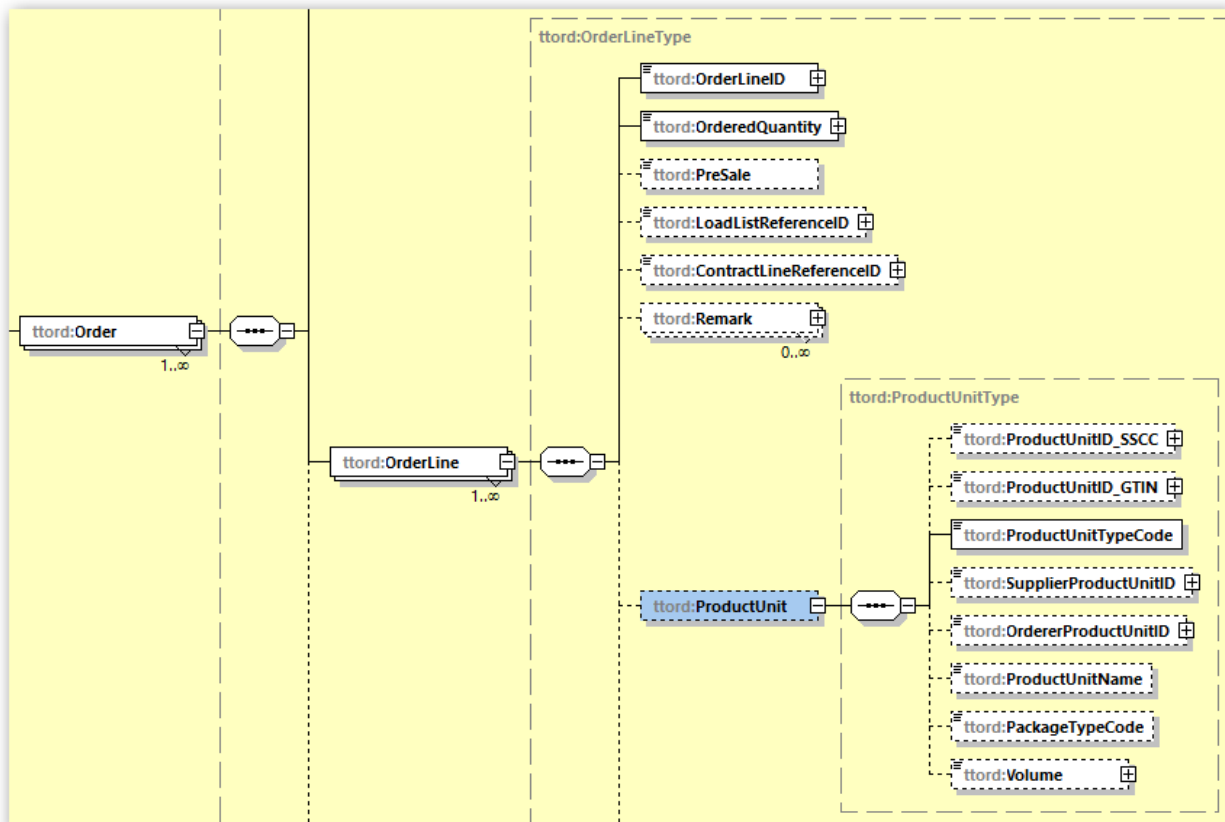 ttord:OrderLineType
ttord:OrderLineID
ttord:OrderedQuantity
ttord:PreSale
ttord:LoadListReferenceID
ttord:ContractLineReferenceID
ttord:Remark
0..∞
ttord:Order
1..∞
ttord:OrderLine
1..∞
ttord:ProductUnitType
ttord:ProductUnitID_SSCC
ttord:ProductUnitID_GTIN
ttord:ProductUnitTypeCode
ttord:SupplierProductUnitID
ttord:ProductUnit
ttord:OrdererProductUnitID
ttord:ProductUnitName
ttord:PackageTypeCode
ttord:Volume